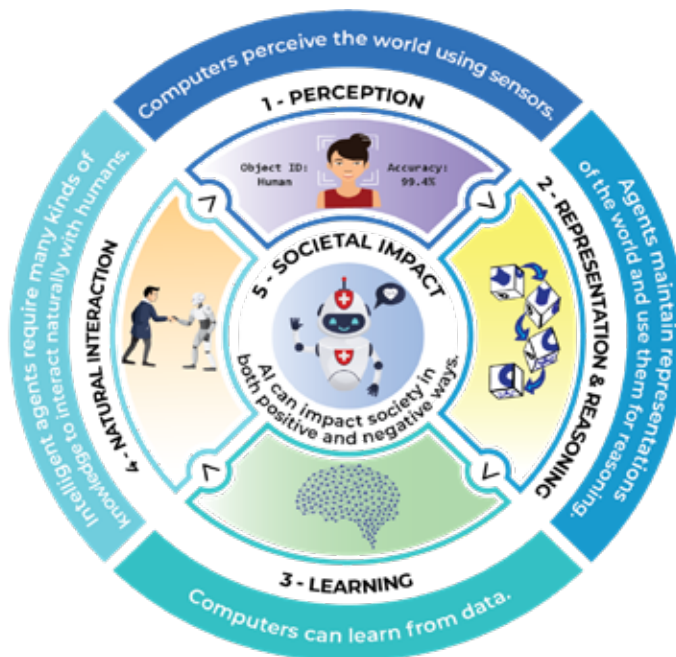 Computers perceive the world using sensors.
1 - PERCEPTION
Object ID:
Human
Accuracy:
99.4%
Agents maintain representations
of the world and use them for reasoning.
2 - REPRESENTATION & REASONING
3 - LEARNING
Computers can learn from data.
Intelligent agents require many kinds of
knowledge to interact naturally with humans.
4 - NATURAL INTERACTION
5 - SOCIETAL IMPACT
AI can impact society in
both positive and negative ways.